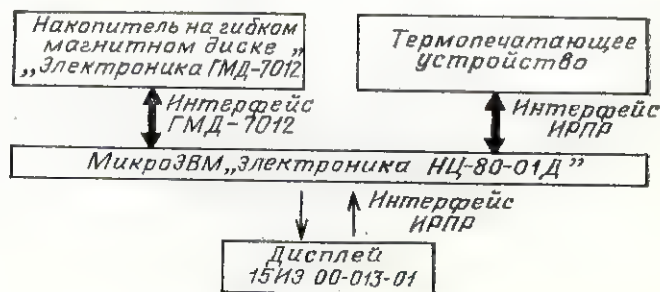 Накопитель на гибком
магнитном диске „
„Электроника ГМД-7012
Термопечатающее
устройство
Интерфейс
ГМД-7012
Интерфейс
ИРПР
МикроЭВМ„Электроника НЦ-80-01Д”
Интерфейс
ИРПР
Дисплей
15ИЭ 00-013-01